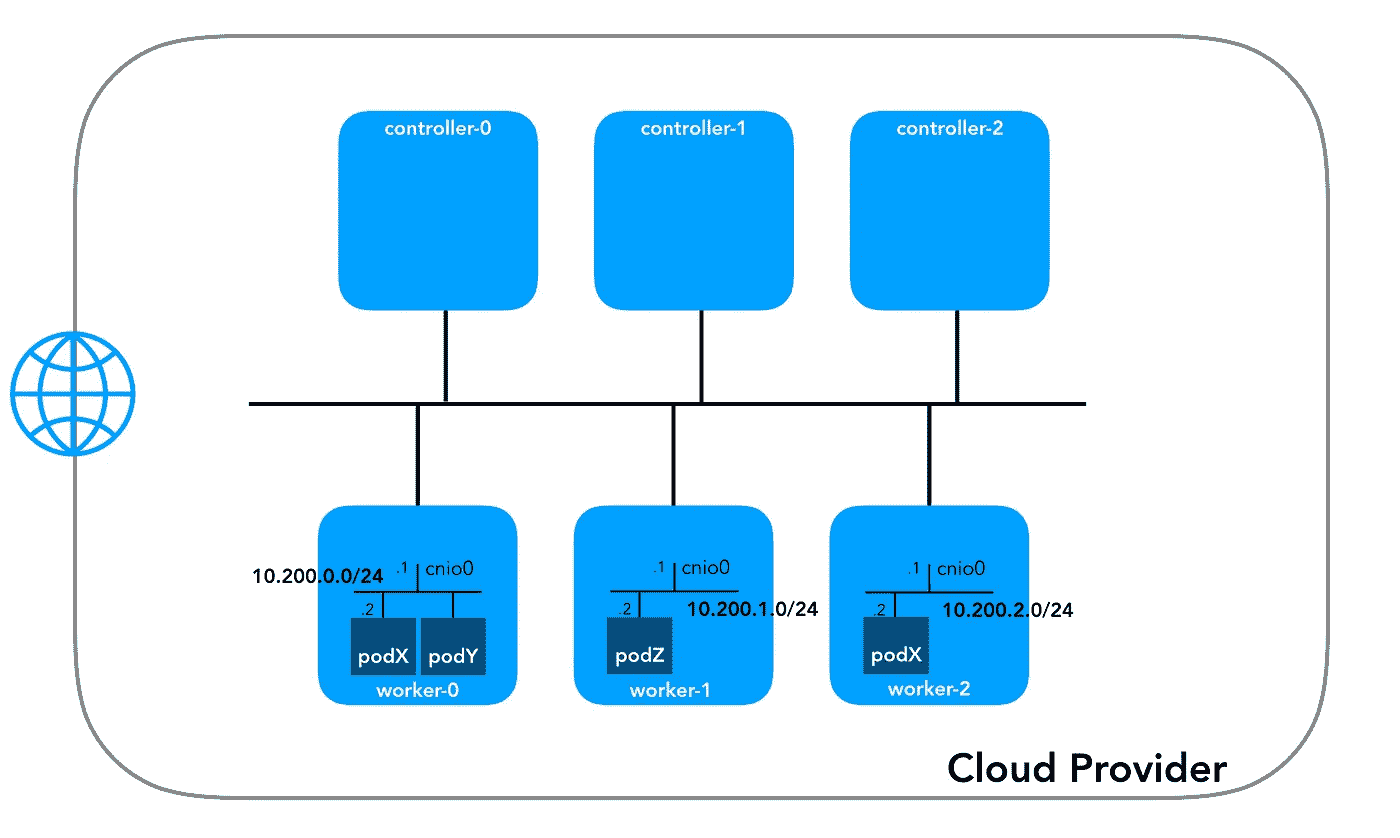 controller-0
controller-1
controller-2
10.200.0.0/24
.1
cnio0
.2
podX
podY
worker-0
.1
cnio0
.2
10.200.1.0/24
podZ
worker-1
.1
cnio0
.2
10.200.2.0/24
podX
worker-2
Cloud Provider